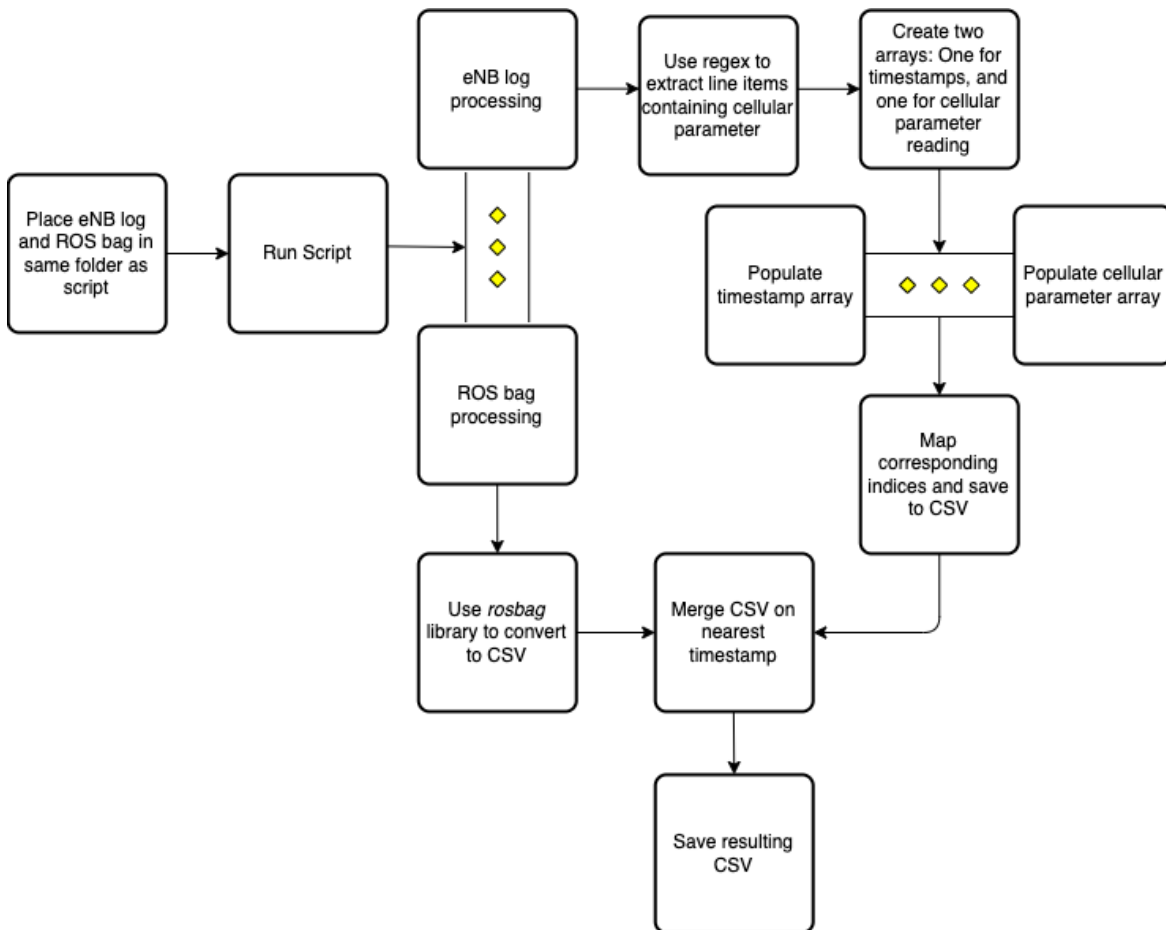 eNB log
processing
Use regex to
extract line items
containing cellular
parameter
Create two
arrays: One for
timestamps, and
one for cellular
parameter
reading
Place eNB log
and ROS bag in
same folder as
script
Run Script
Populate
timestamp array
Populate cellular
parameter array
ROS bag
processing
Map
corresponding
indices and save
to CSV
Use rosbag
library to convert
to CSV
Merge CSV on
nearest
timestamp
Save resulting
CSV